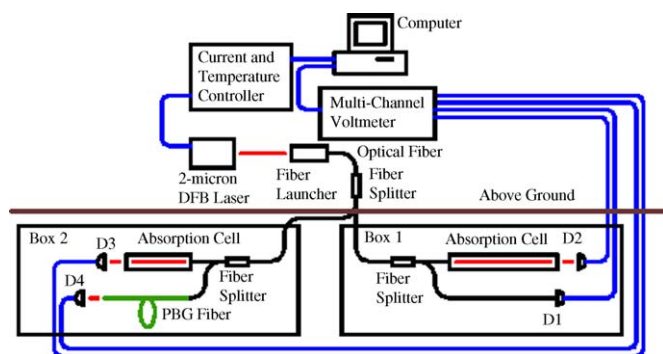 Computer
Current and
Temperature
Controller
Multi-Channel
Voltmeter
Optical Fiber
2-micron
DFB Laser
Fiber
Launcher
Fiber
Splitter
Above Ground
Box 2
D3
Absorption Cell
D4
Fiber
Splitter
PBG Fiber
Box 1
Absorption Cell
D2
Fiber
Splitter
D1